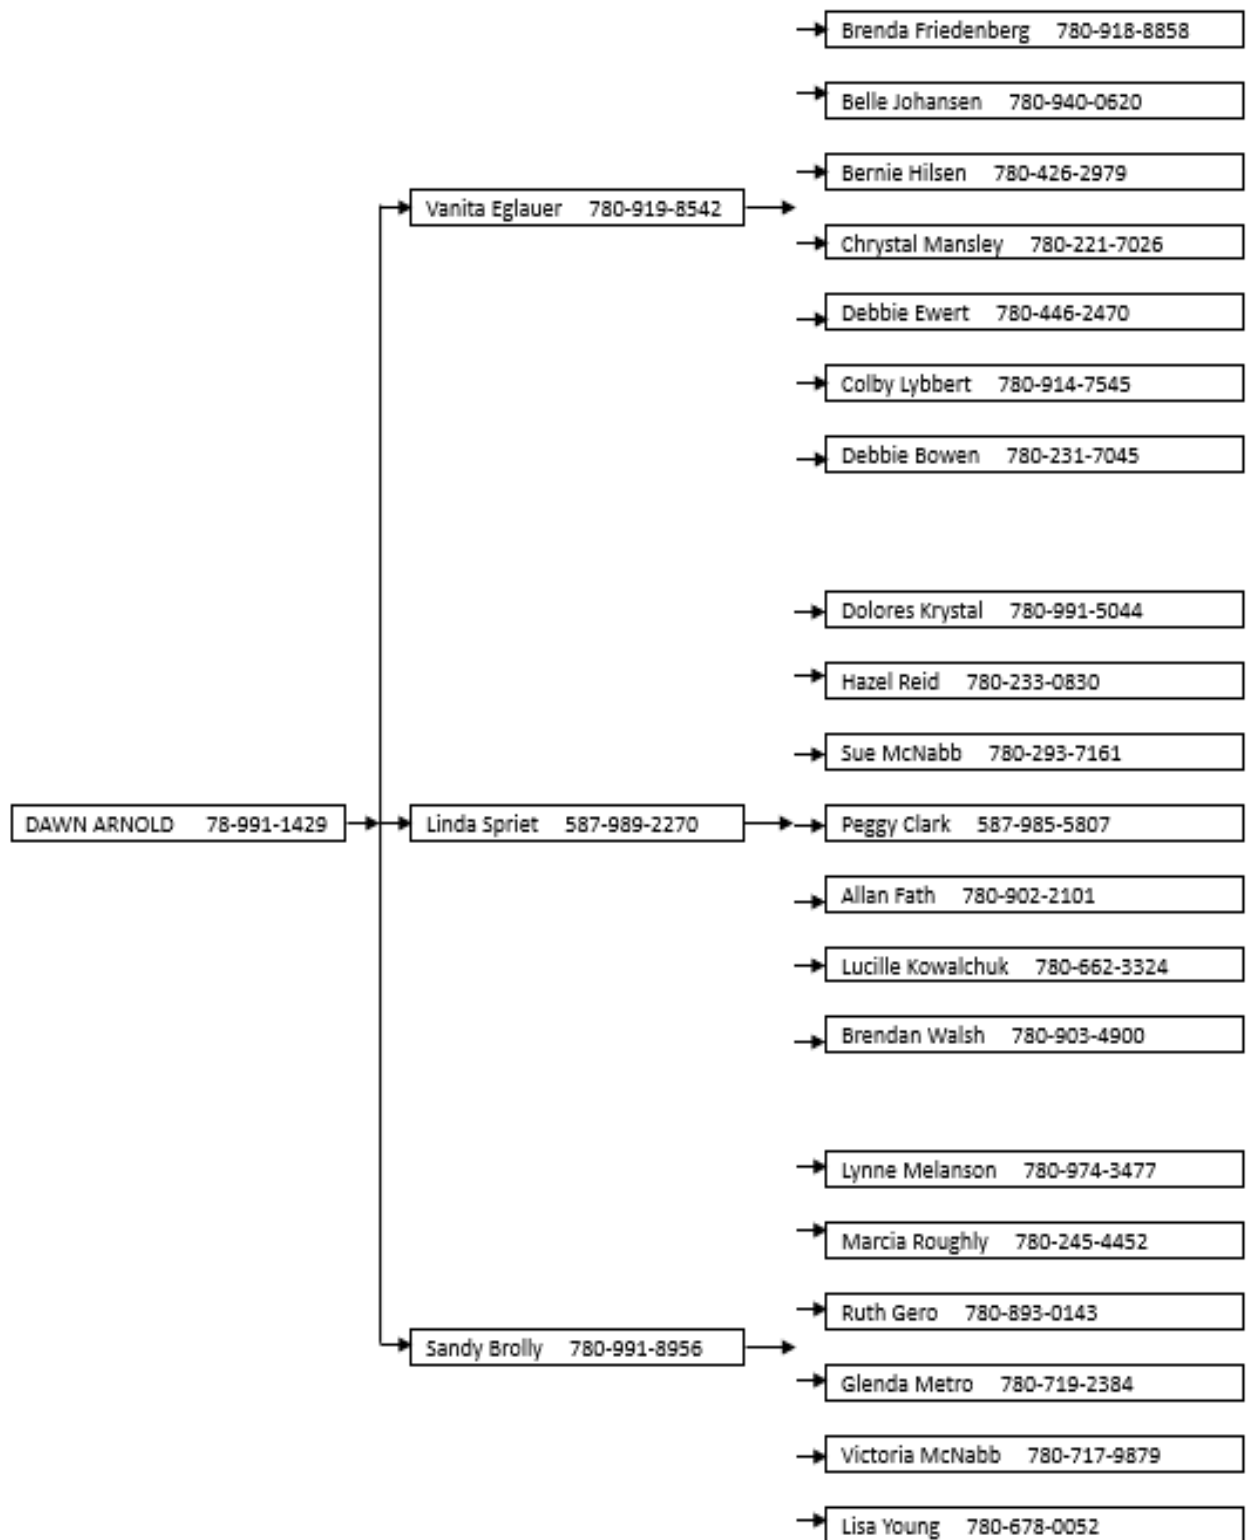 Brenda Friedenberg 780-918-8858
Belle Johansen 780-940-0620
Bernie Hilsen 780-426-2979
Vanita Eglauer 780-919-8542
Chrystal Mansley 780-221-7026
Debbie Ewert 780-446-2470
Colby Lybbert 780-914-7545
Debbie Bowen 780-231-7045
Dolores Krystal 780-991-5044
Hazel Reid 780-233-0830
Sue McNabb 780-293-7161
DAWN ARNOLD 78-991-1429
Linda Spriet 587-989-2270
Peggy Clark 587-985-5807
Allan Fath 780-902-2101
Lucille Kowalchuk 780-662-3324
Brendan Walsh 780-903-4900
Lynne Melanson 780-974-3477
Marcia Roughly 780-245-4452
Ruth Gero 780-893-0143
Sandy Brolly 780-991-8956
Glenda Metro 780-719-2384
Victoria McNabb 780-717-9879
Lisa Young 780-678-0052